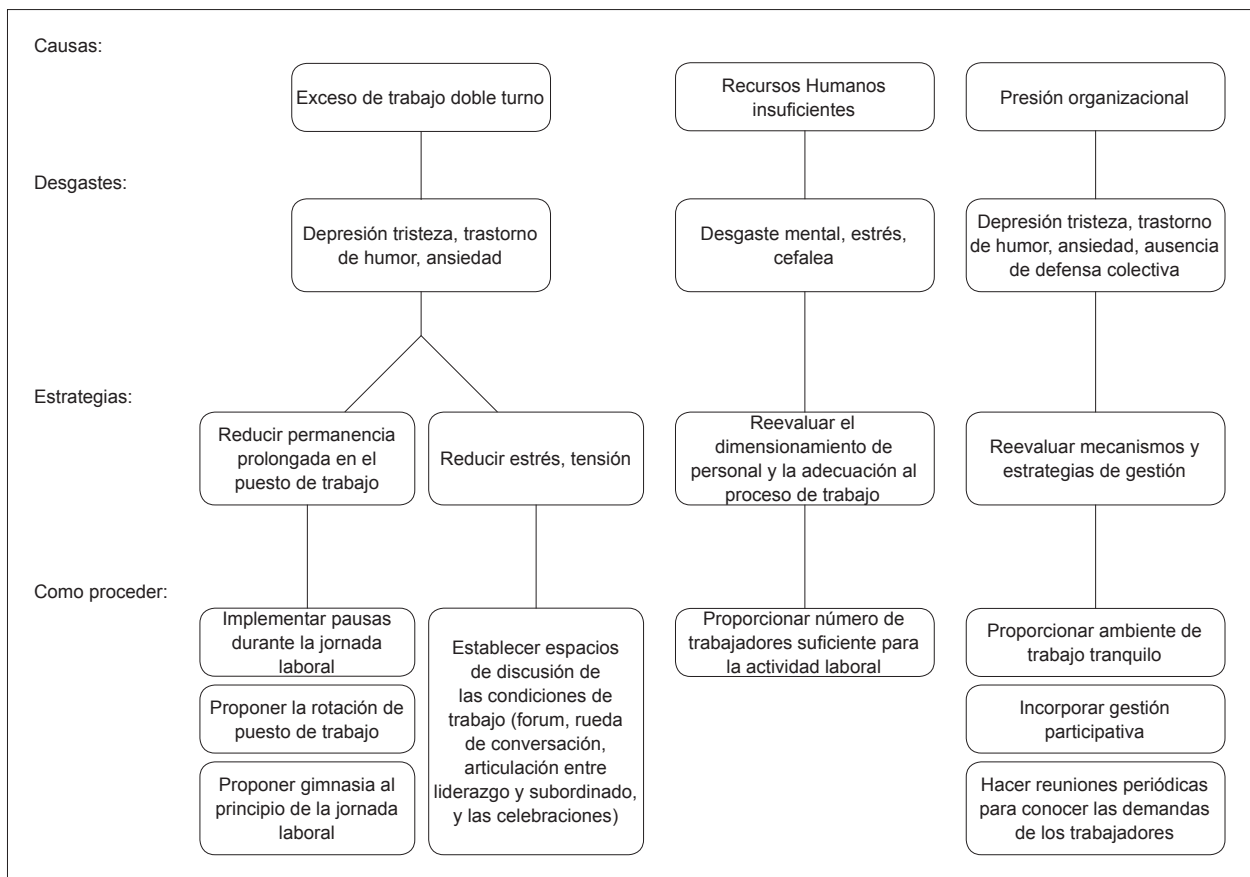 Causas:
Exceso de trabajo doble turno
Recursos Humanos
insuficientes
Presión organizacional
Desgastes:
Depresión tristeza, trastorno
de humor, ansiedad
Desgaste mental, estrés,
cefalea
Depresión tristeza, trastorno
de humor, ansiedad, ausencia
de defensa colectiva
Estrategias:
Reducir permanencia
prolongada en el
puesto de trabajo
Reducir estrés, tensión
Reevaluar el
dimensionamiento de
personal y la adecuación al
proceso de trabajo
Reevaluar mecanismos y
estrategias de gestión
Como proceder:
Implementar pausas
durante la jornada
laboral
Proponer la rotación de
puesto de trabajo
Proponer gimnasia al
principio de la jornada
laboral
Establecer espacios
de discusión de
las condiciones de
trabajo (forum, rueda
de conversación,
articulación entre
liderazgo y subordinado,
y las celebraciones)
Proporcionar número de
trabajadores suficiente para
la actividad laboral
Proporcionar ambiente de
trabajo tranquilo
Incorporar gestión
participativa
Hacer reuniones periódicas
para conocer las demandas
de los trabajadores